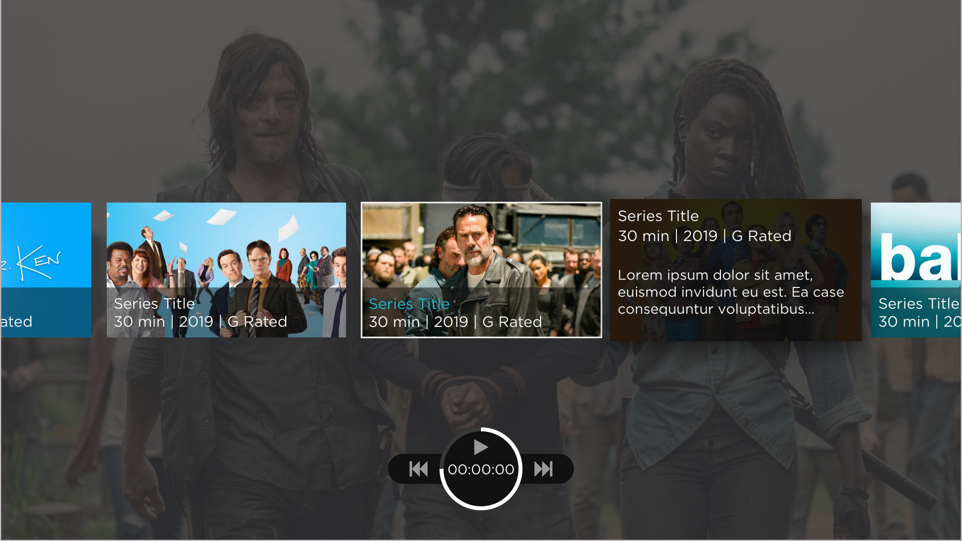 R. KEN
ated
Series Title
30 min | 2019 | G Rated
Series Title
30 min | 2019 | G Rated
Series Title
30 min | 2019 | G Rated
Lorem ipsum dolor sit amet,
euismod invidunt eu est. Ea case
consequuntur voluptatibus...
bal
Series Title
30 min | 20
00:00:00